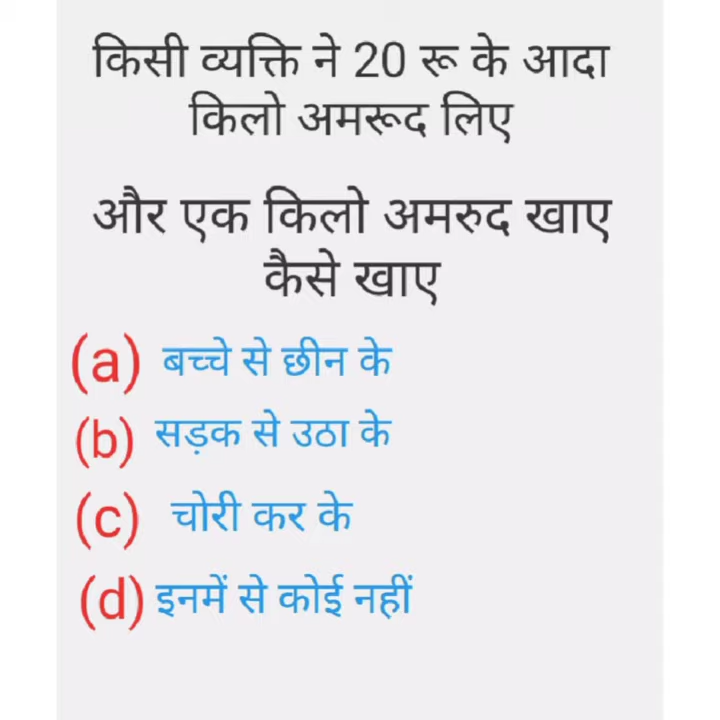 किसी व्यक्ति ने 20 रू के आदा
किलो अमरूद लिए
और एक किलो अमरुद खाए
कैसे खाए
(a) बच्चे से छीन के
(b) सड़क से उठा के
(c) चोरी कर के
(d) इनमें से कोई नहीं